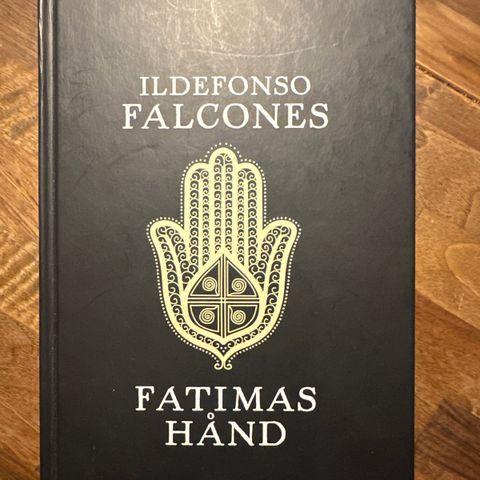 ILDEFONSO
FALCONES
FATIMAS
HÅND